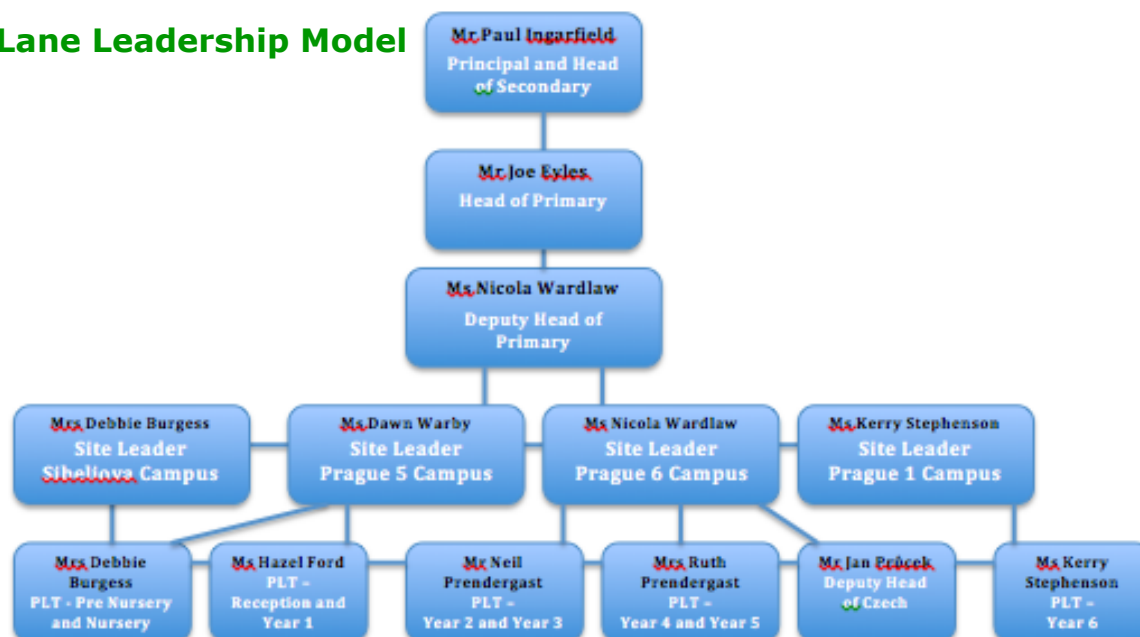 Lane Leadership Model
Mr. Paul Ingarfield
Principal and Head
of Secondary
Mr. Joe Eyles
Head of Primary
Ms. Nicola Wardlaw
Deputy Head of
Primary
Mrs Debbie Burgess
Site Leader
Sibeliova Campus
Ms. Dawn Warby
Site Leader
Prague 5 Campus
Ms Nicola Wardlaw
Site Leader
Prague 6 Campus
Ms. Kerry Stephenson
Site Leader
Prague 1 Campus
Mrs Debbie
Burgess
PLT - Pre Nursery
and Nursery
Ms Hazel Ford
PLT –
Reception and
Year 1
Mr Neil
Prendergast
PLT –
Year 2 and Year 3
Mrs Ruth
Prendergast
PLT –
Year 4 and Year 5
Mr Jan Průcek
Deputy Head
of Czech
Ms Kerry
Stephenson
PLT –
Year 6